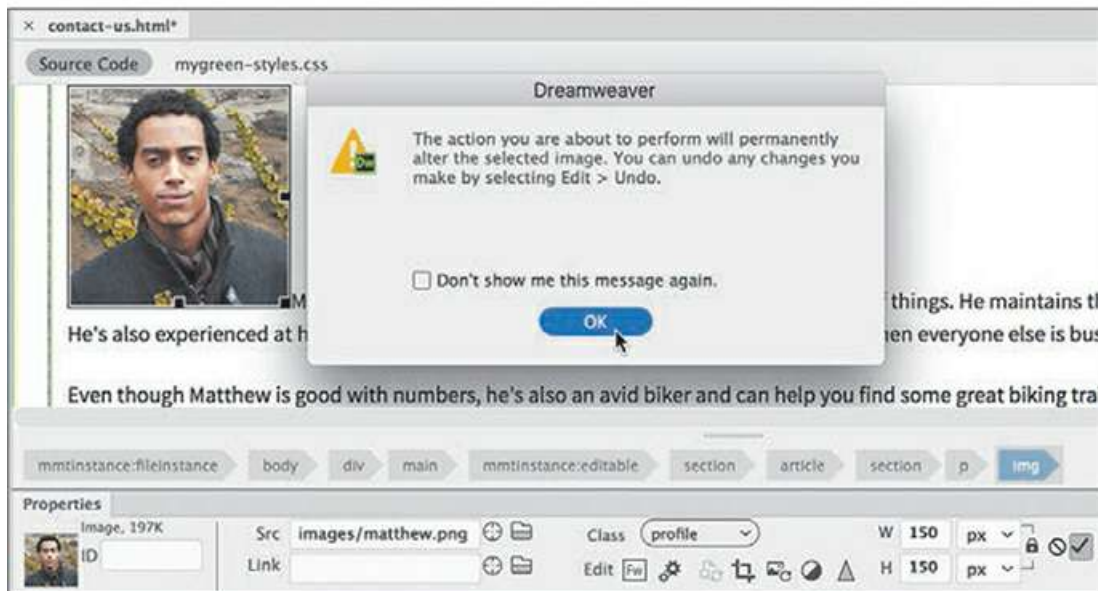 × contact-us.html*
Source Code mygreen-styles.css
Dreamweaver
The action you are about to perform will permanently
alter the selected image. You can undo any changes you
make by selecting Edit > Undo.
Dw
Don't show me this message again.
OK
M
things. He maintains th
He's also experienced at h
en everyone else is bus
Even though Matthew is good with numbers, he's also an avid biker and can help you find some great biking tra
mmtinstance:fileinstance body div main mmtinstance:editable section article section p img
Properties
Image, 197K
Src images/matthew.png Class profile W 150 px
ID
Link Edit Fw H 150 px